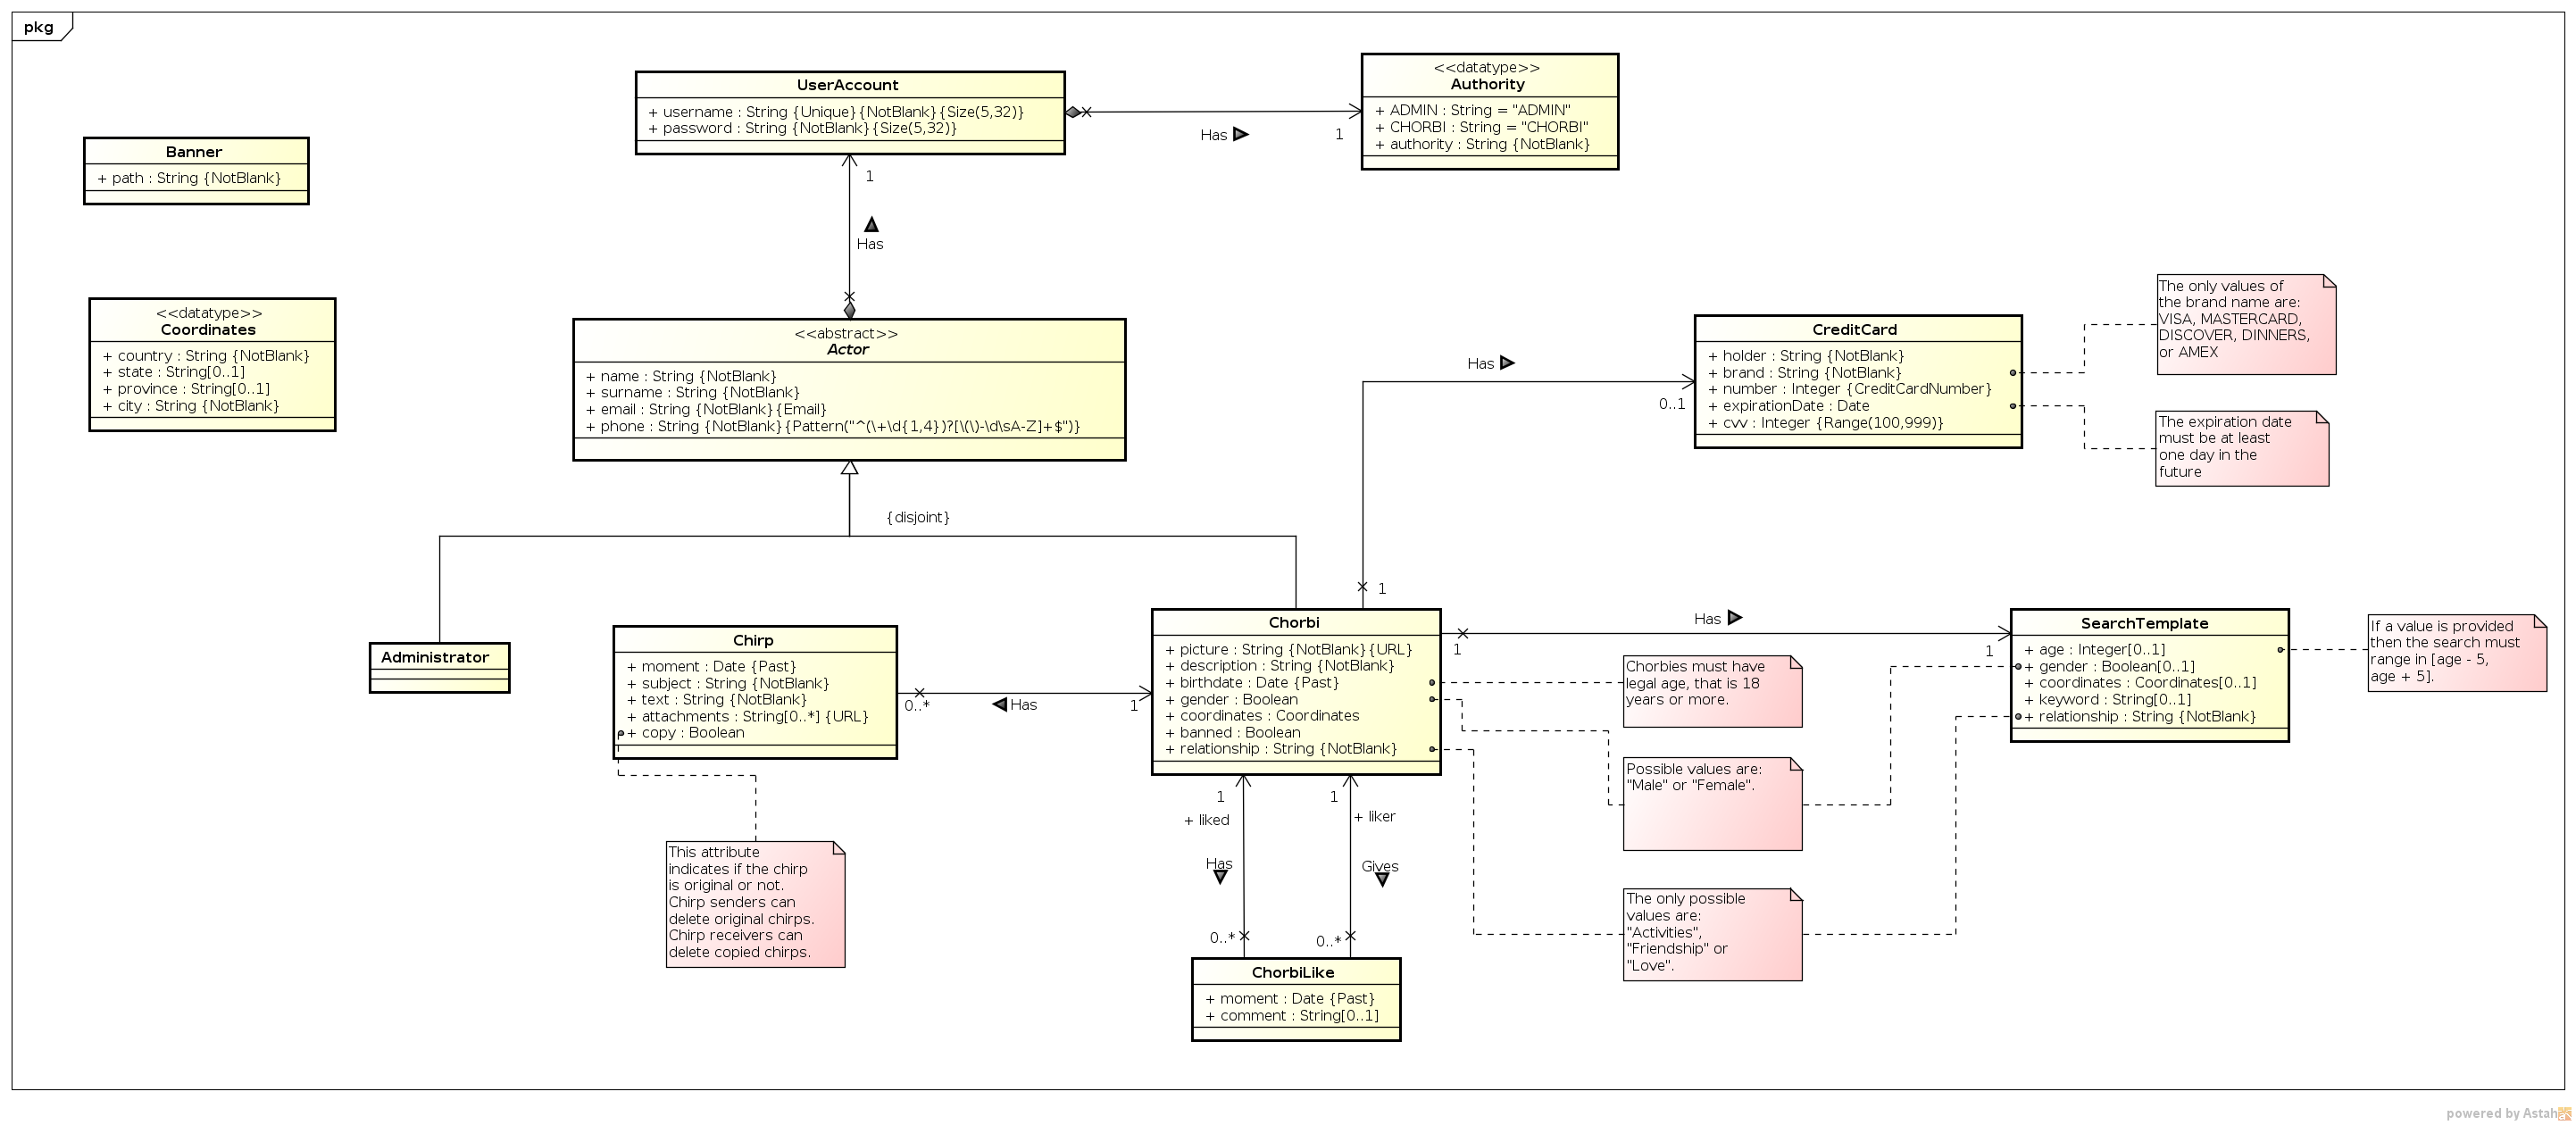 pkg
UserAccount
+ username : String {Unique}{NotBlank}{Size(5,32)}
+ password : String {NotBlank}{Size(5,32)}
Has
1
<<datatype>>
Authority
+ ADMIN : String = "ADMIN"
+ CHORBI : String = "CHORBI"
+ authority : String {NotBlank}
Banner
+ path : String {NotBlank}
1
Has
<<datatype>>
Coordinates
+ country : String {NotBlank}
+ state : String[0..1]
+ province : String[0..1]
+ city : String {NotBlank}
<<abstract>>
Actor
+ name : String {NotBlank}
+ surname : String {NotBlank}
+ email : String {NotBlank}{Email}
+ phone : String {NotBlank}{Pattern("^(\+\d{1,4})?[\(\)-\d\sA-Z]+$")}
{disjoint}
Has
0..1
1
CreditCard
+ holder : String {NotBlank}
+ brand : String {NotBlank}
+ number : Integer {CreditCardNumber}
+ expirationDate : Date
+ cvv : Integer {Range(100,999)}
The only values of
the brand name are:
VISA, MASTERCARD,
DISCOVER, DINNERS,
or AMEX
The expiration date
must be at least
one day in the
future
Administrator
Chirp
+ moment : Date {Past}
+ subject : String {NotBlank}
+ text : String {NotBlank}
+ attachments : String[0..*] {URL}
+ copy : Boolean
0..*
Has
1
Chorbi
+ picture : String {NotBlank}{URL}
+ description : String {NotBlank}
+ birthdate : Date {Past}
+ gender : Boolean
+ coordinates : Coordinates
+ banned : Boolean
+ relationship : String {NotBlank}
Has
1
1
SearchTemplate
+ age : Integer[0..1]
+ gender : Boolean[0..1]
+ coordinates : Coordinates[0..1]
+ keyword : String[0..1]
+ relationship : String {NotBlank}
If a value is provided
then the search must
range in [age - 5,
age + 5].
Chorbies must have
legal age, that is 18
years or more.
Possible values are:
"Male" or "Female".
The only possible
values are:
"Activities",
"Friendship" or
"Love".
This attribute
indicates if the chirp
is original or not.
Chirp senders can
delete original chirps.
Chirp receivers can
delete copied chirps.
1
+ liked
Has
0..*
1
+ liker
Gives
0..*
ChorbiLike
+ moment : Date {Past}
+ comment : String[0..1]
powered by Astah